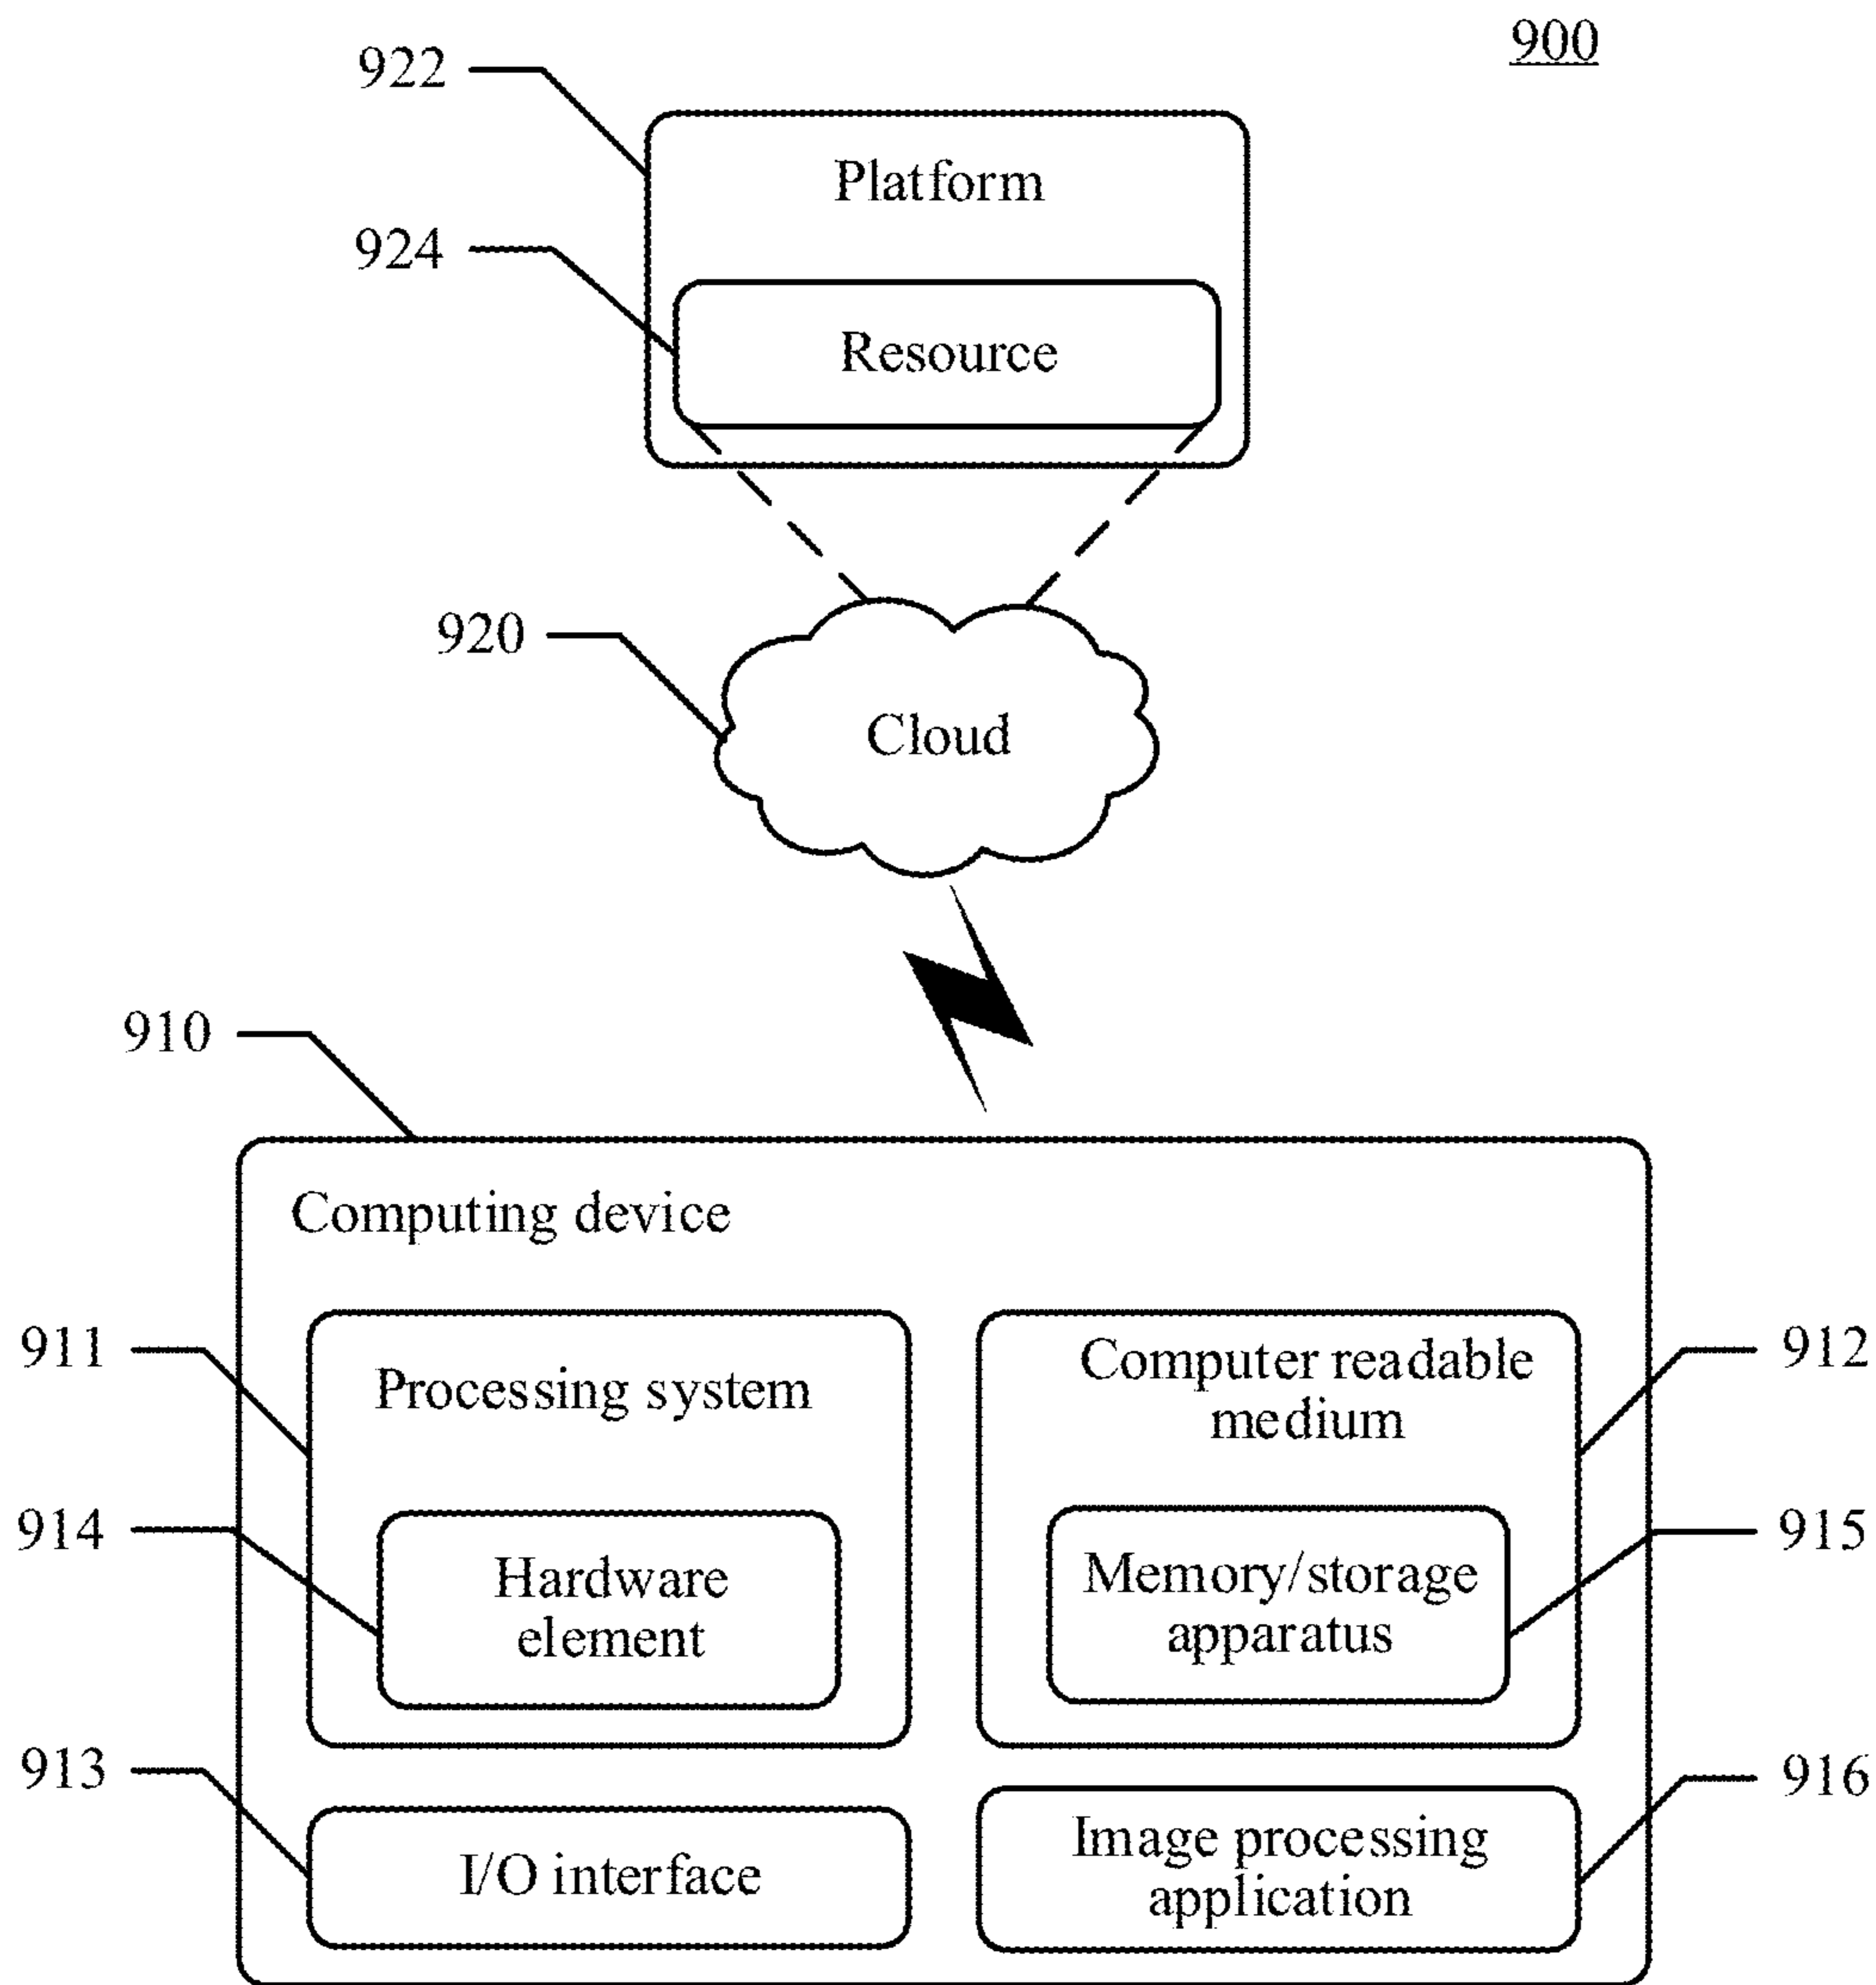 900
922
Platform
924
Resource
920
Cloud
910
Computing device
911
Processing system
Computer readable
medium
912
914
Hardware
element
Memory/storage
apparatus
915
913
I/O interface
Image processing
application
916